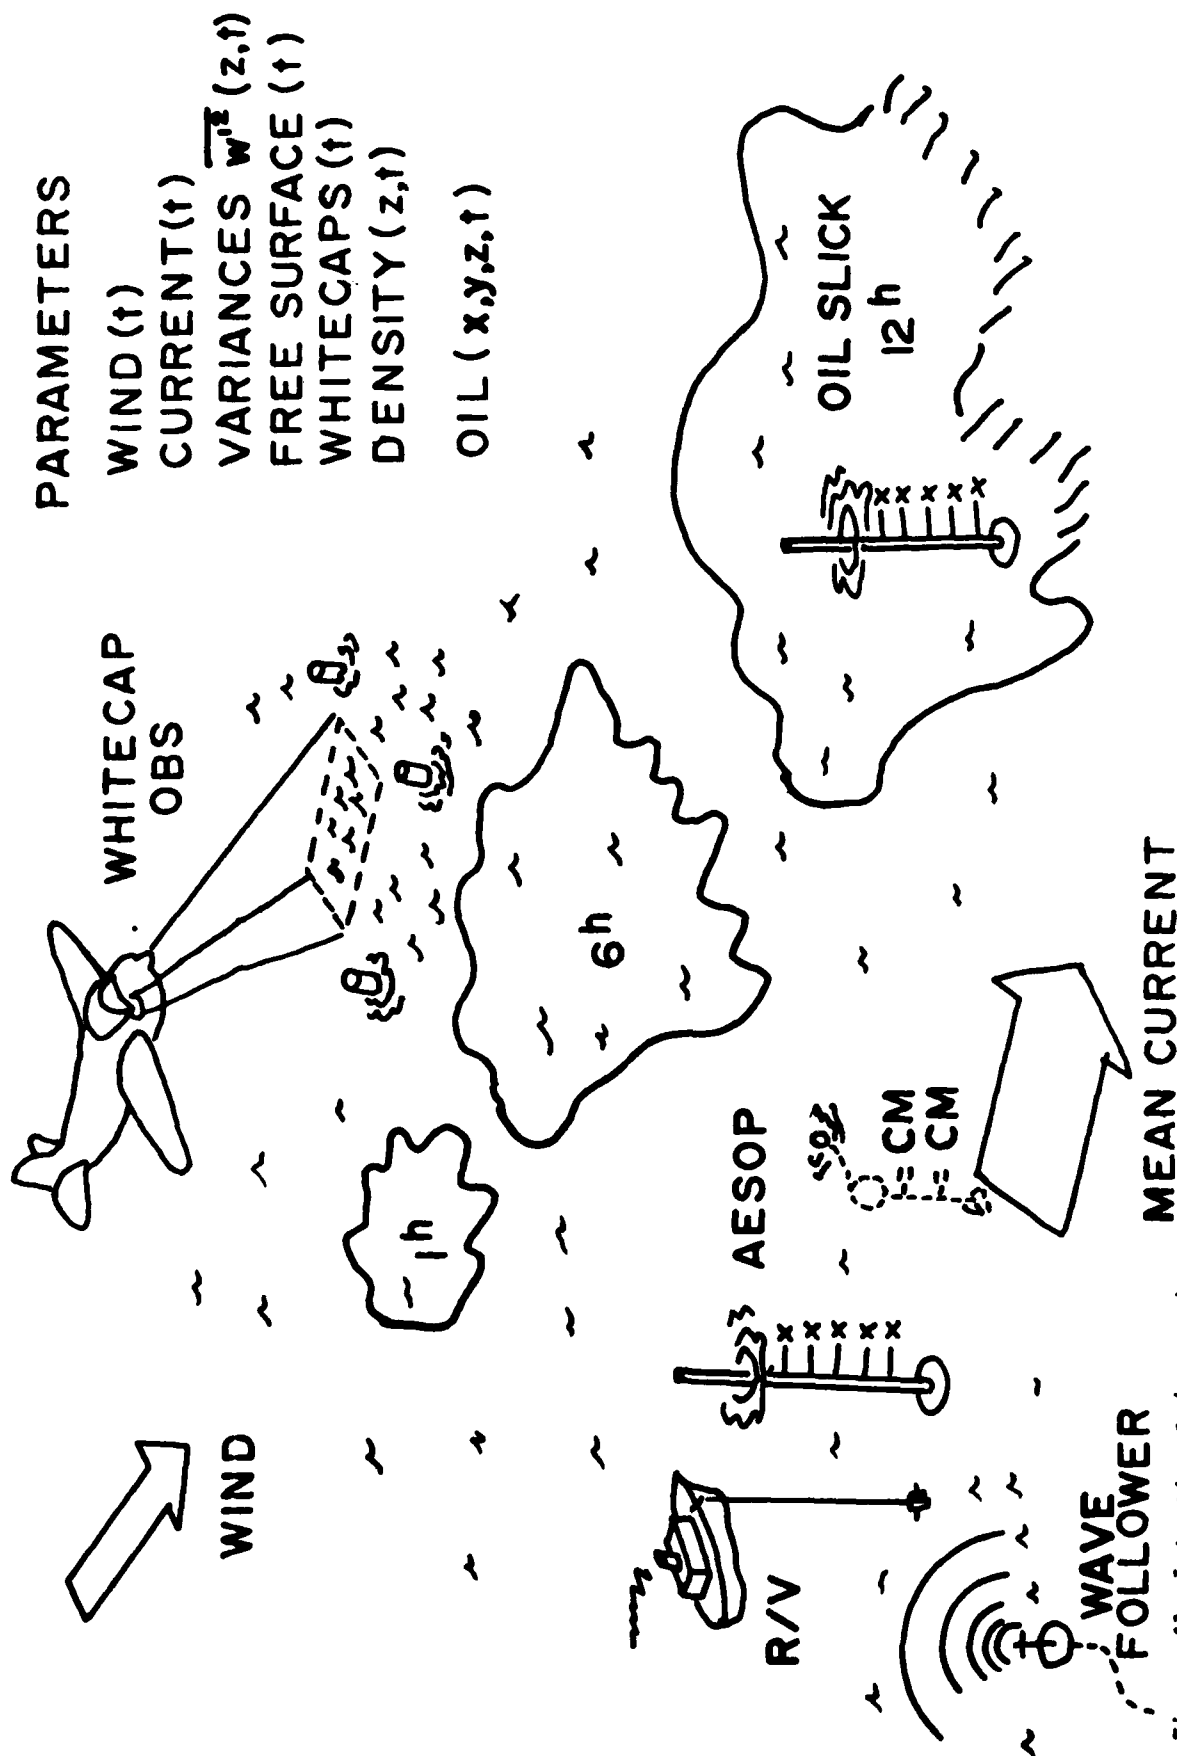 PARAMETERS
WIND (t)
CURRENT (t)
VARIANCES w'² (z,t)
FREE SURFACE (t)
WHITECAPS (t)
DENSITY (z,t)
OIL (x,y,z,t)
WHITECAP
OBS
WIND
1h
6h
OIL SLICK
12h
x
x
x
x
x
AESOP
x
x
x
x
x
CM
CM
R/V
WAVE
FOLLOWER
MEAN CURRENT